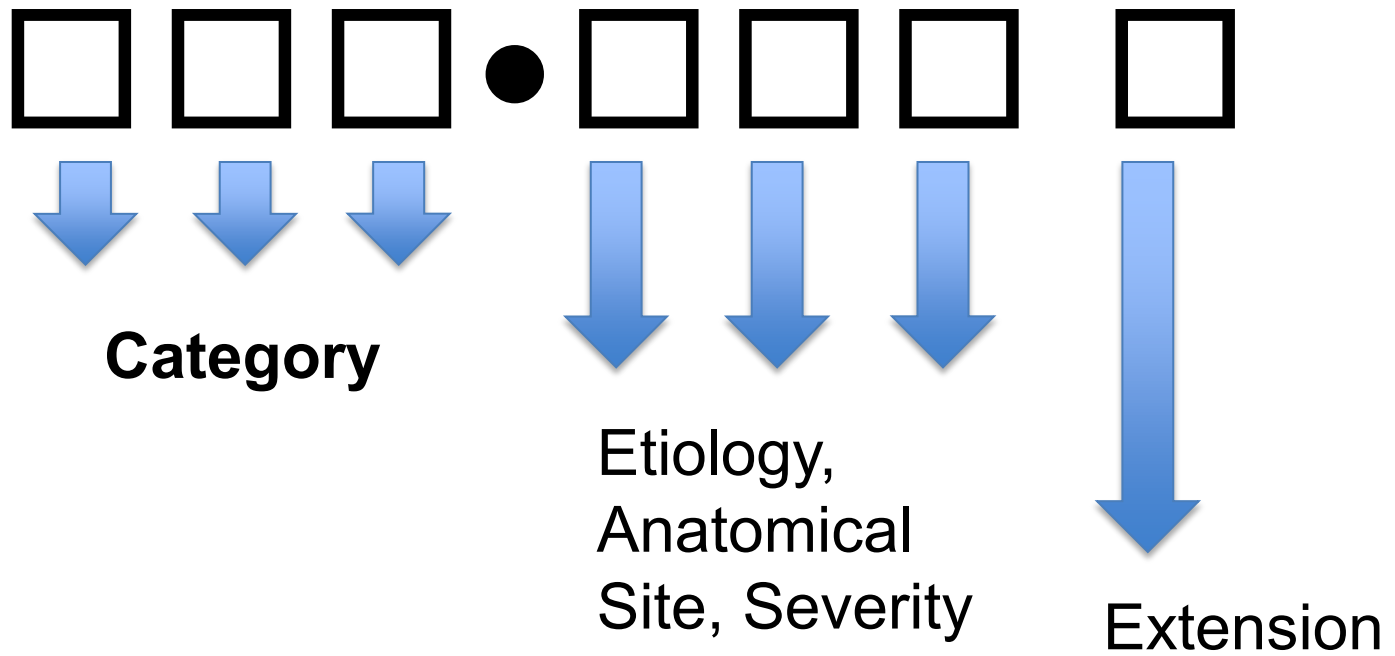 Category
Etiology,
Anatomical
Site, Severity
Extension